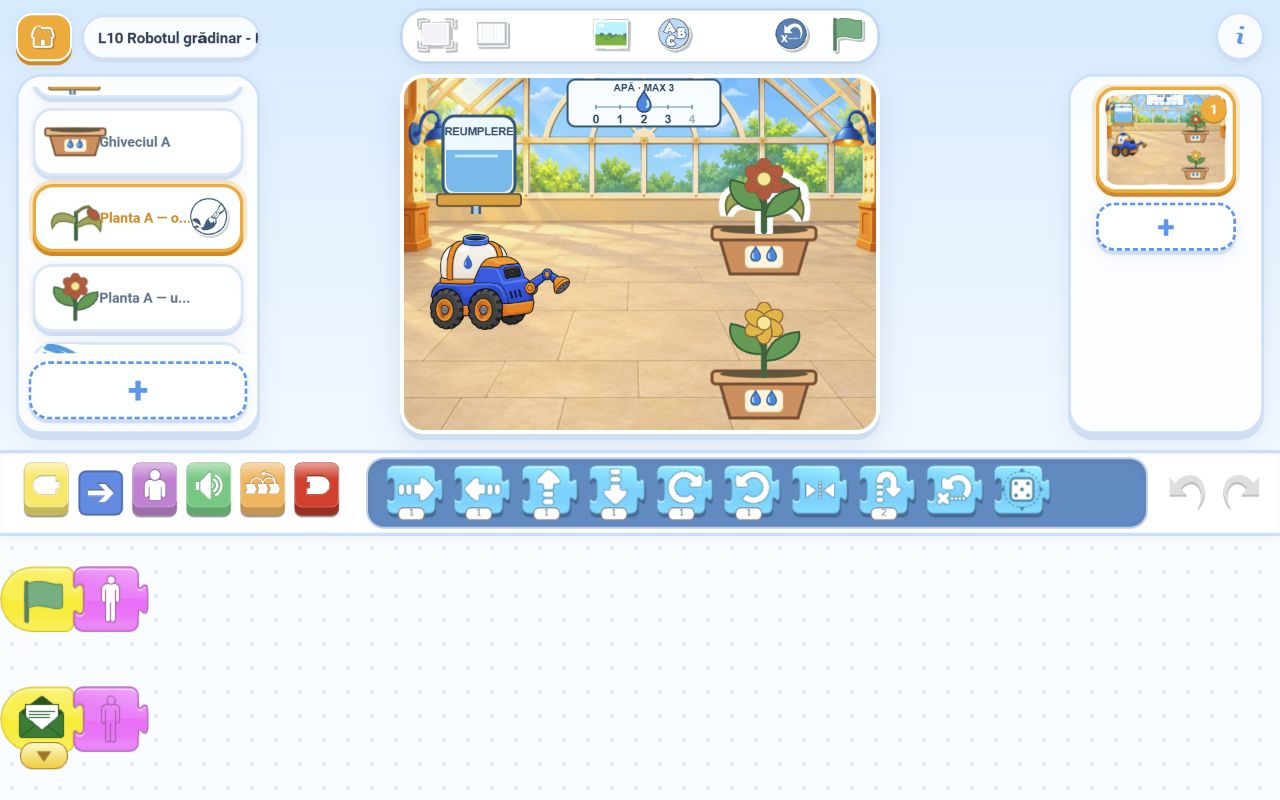 L10 Robotul grădinar -
i
Ghiveciul A
Planta A — o...
Planta A — u...
APĂ · MAX 3
0 1 2 3 4
REUMPLERE
1
A B C
x
1 1 1 1 1 1 2
x